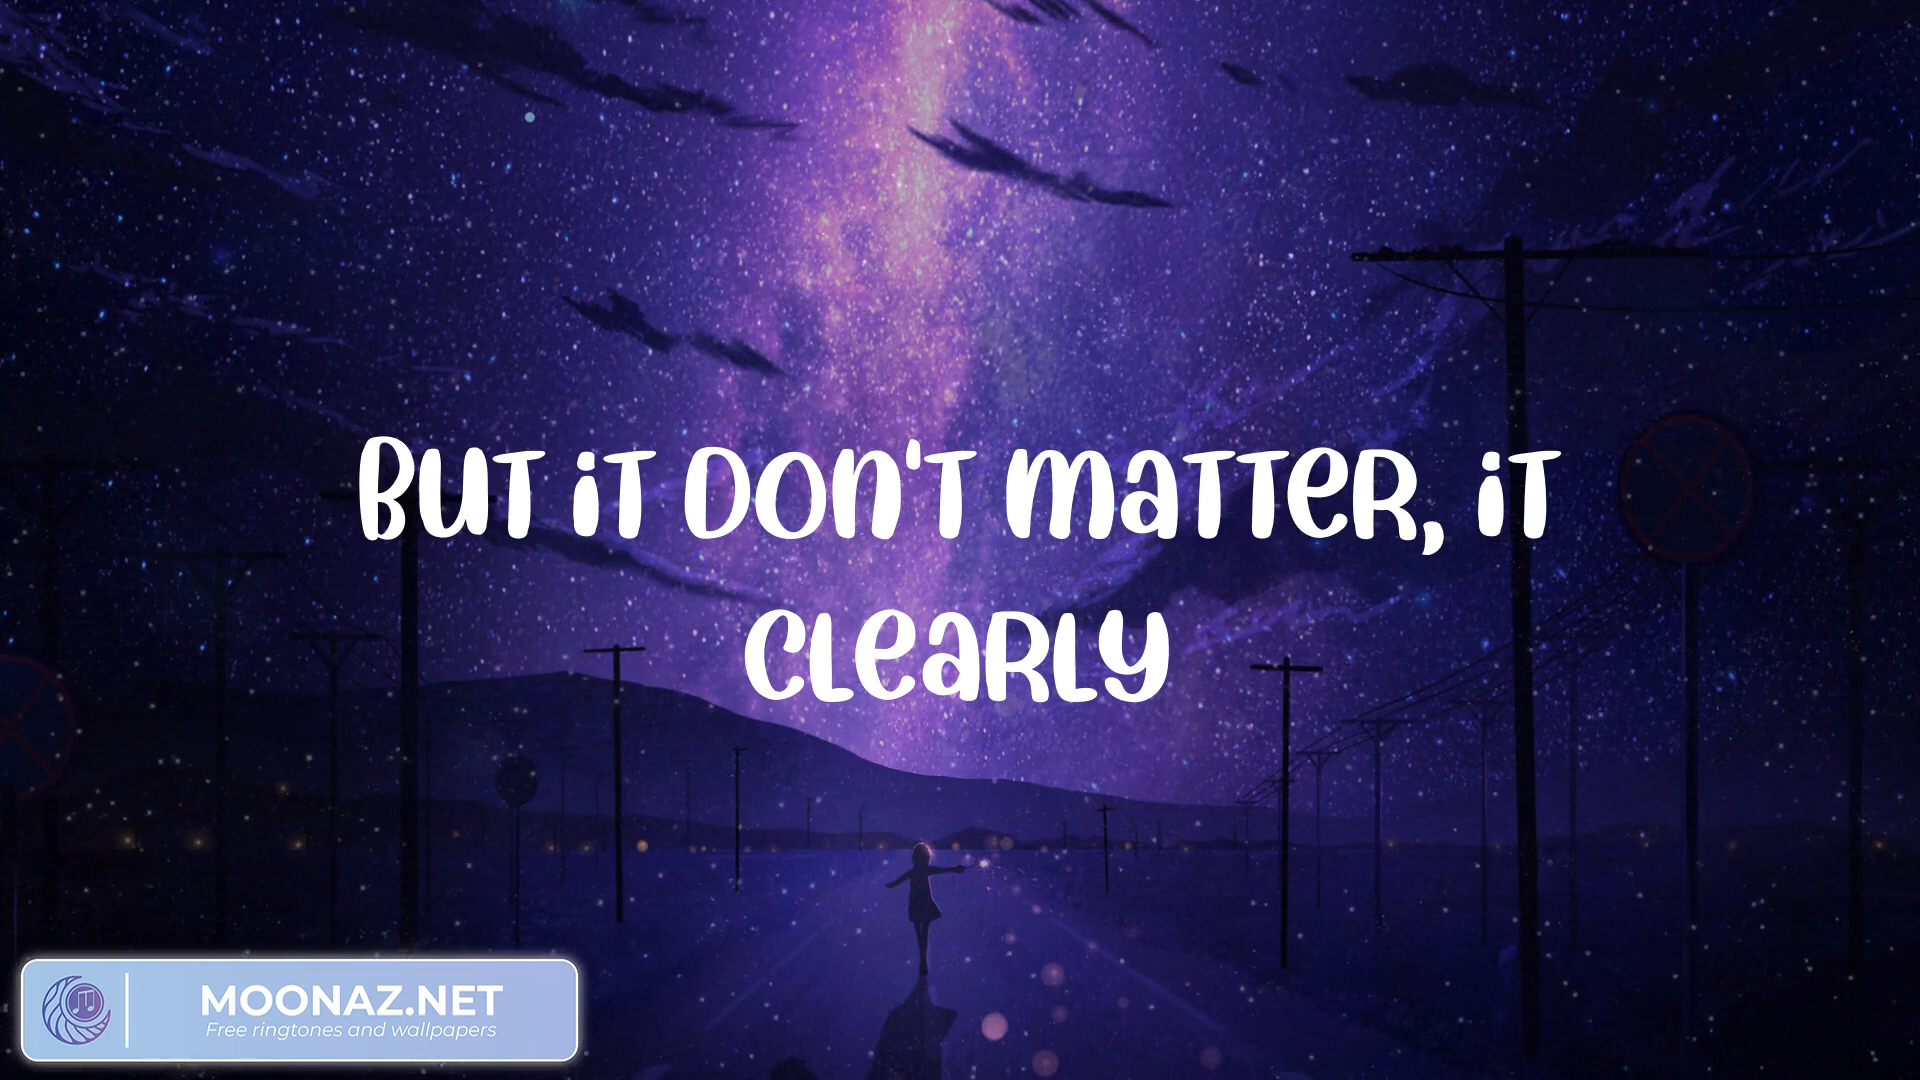 But it don't matter, it
clearly
MOONAZ.NET
Free ringtones and wallpapers